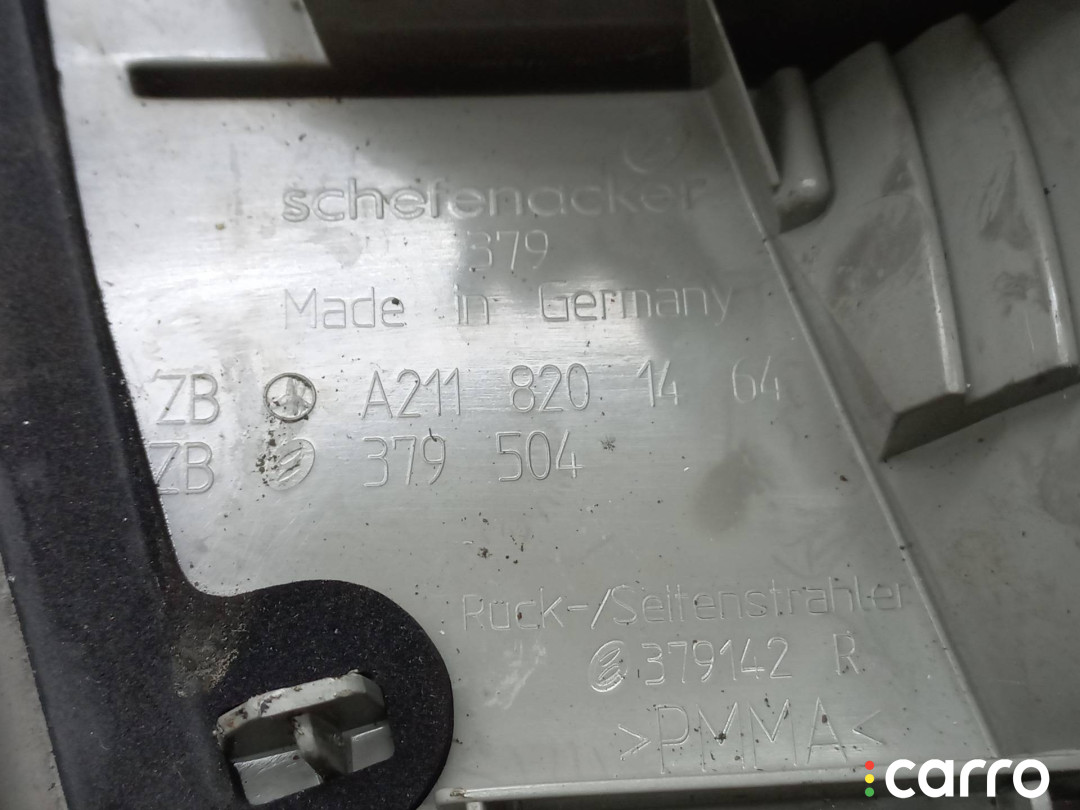 schefenacker
379
Made in Germany
ZB A211 820 14 64
ZB 379 504
Rück-/Seitenstrahler
379142 R
>PMMA<
carro